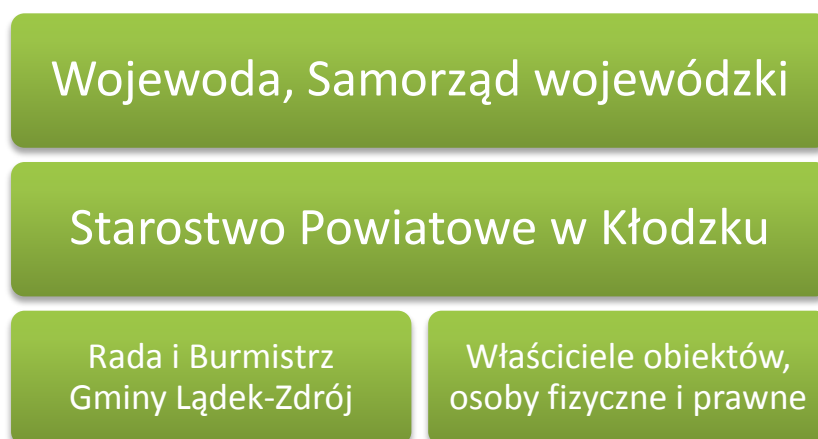 Wojewoda, Samorząd wojewódzki
Starostwo Powiatowe w Kłodzku
Rada i Burmistrz
Gminy Lądek-Zdrój
Właściciele obiektów,
osoby fizyczne i prawne